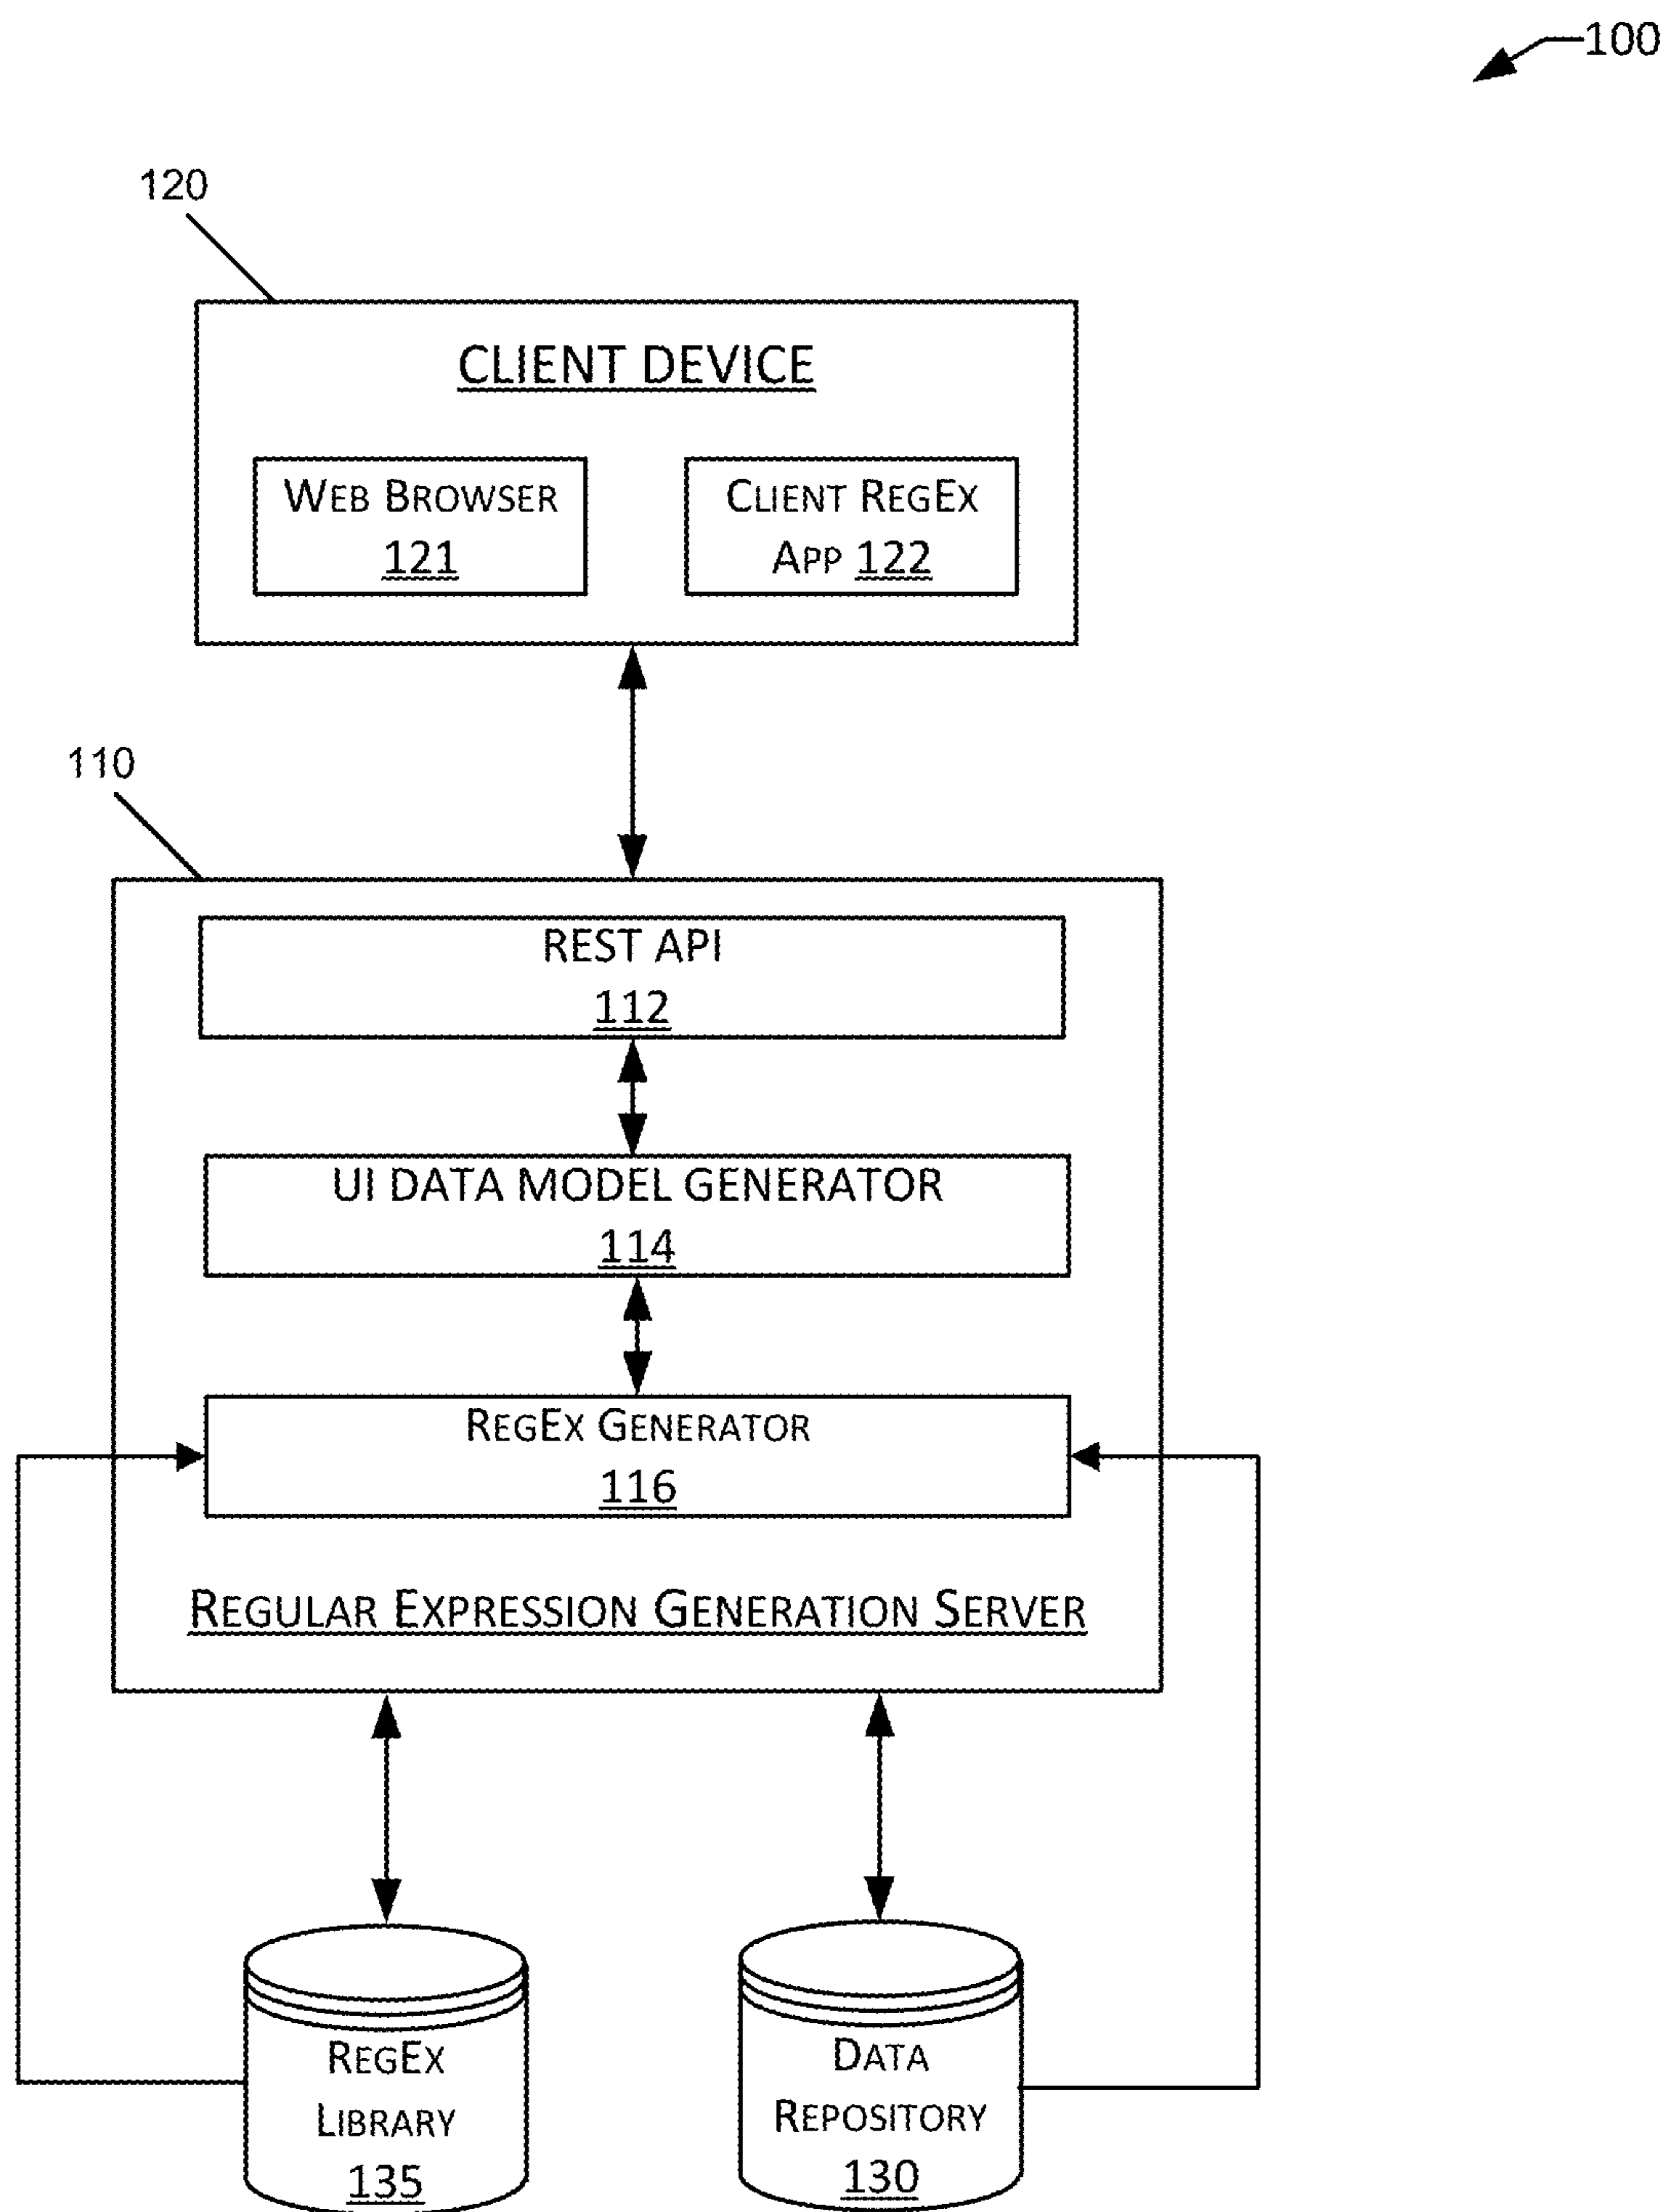 100
120
CLIENT DEVICE
WEB BROWSER
121
CLIENT REGEX
APP 122
110
REST API
112
UI DATA MODEL GENERATOR
114
REGEX GENERATOR
116
REGULAR EXPRESSION GENERATION SERVER
REGEX
LIBRARY
135
DATA
REPOSITORY
130